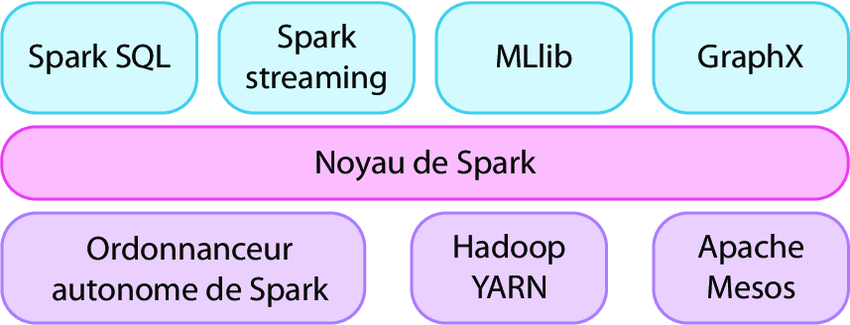 Spark SQL
Spark
streaming
MLlib
GraphX
Noyau de Spark
Ordonnanceur
autonome de Spark
Hadoop
YARN
Apache
Mesos